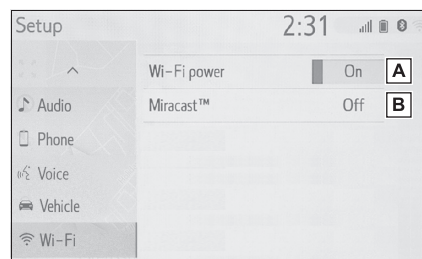 Setup
2:31
Wi-Fi power
On
A
Miracast™
Off
B
Audio
Phone
Voice
Vehicle
Wi-Fi